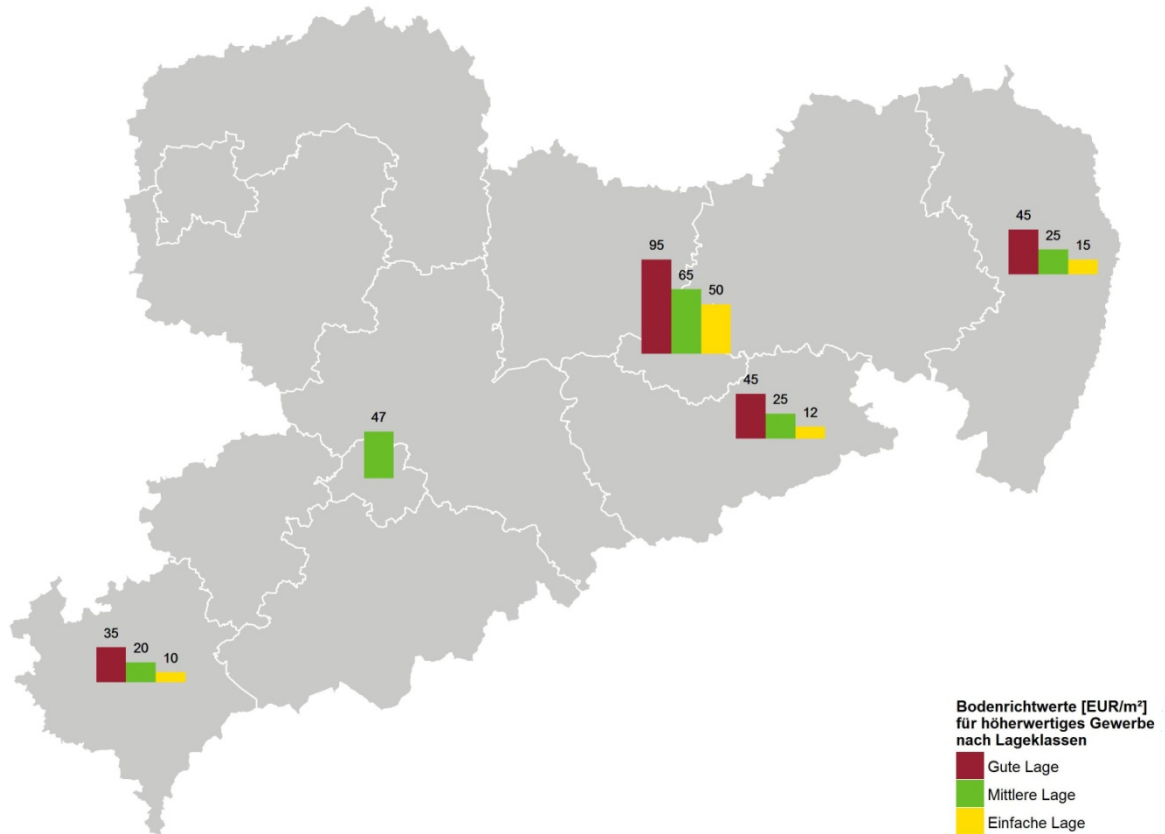 95
65
50
45
25
15
45
25
12
47
35
20
10
Bodenrichtwerte [EUR/m²]
für höherwertiges Gewerbe
nach Lageklassen
Gute Lage
Mittlere Lage
Einfache Lage